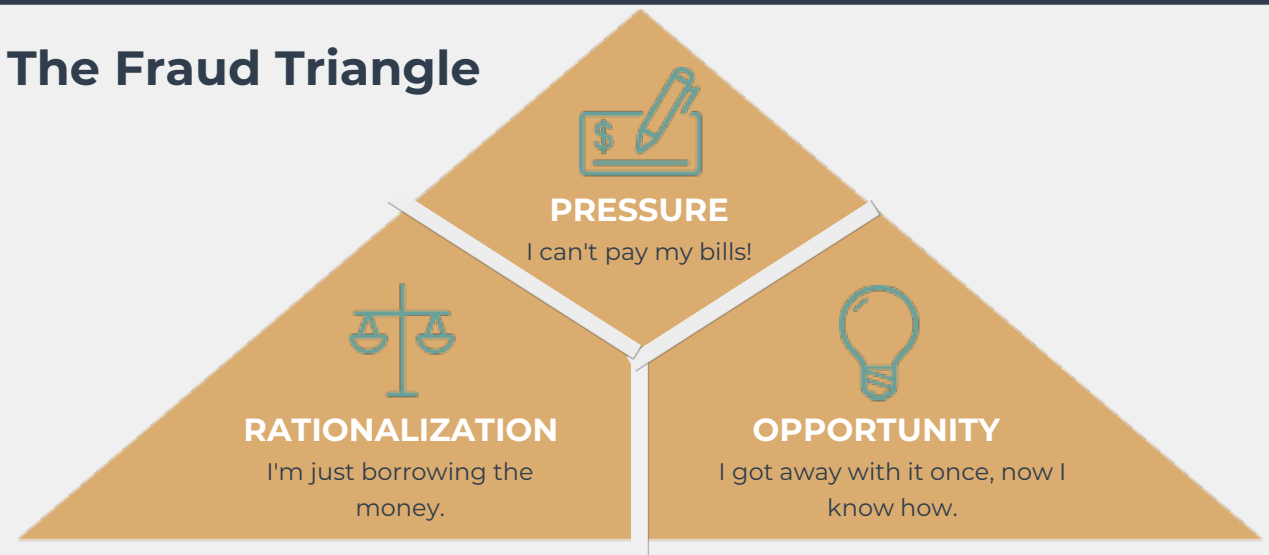 The Fraud Triangle
$
PRESSURE
I can't pay my bills!
RATIONALIZATION
I'm just borrowing the
money.
OPPORTUNITY
I got away with it once, now I
know how.